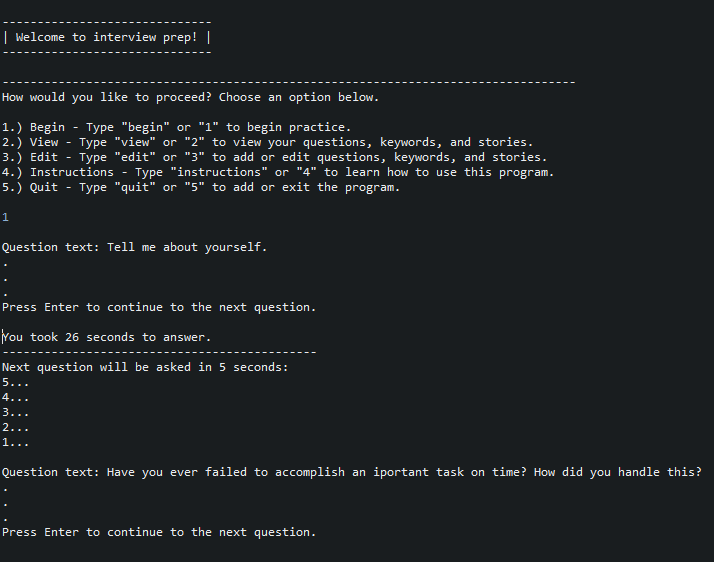 ------------------------------
| Welcome to interview prep! |
------------------------------
----------------------------------------------------------------------------------
How would you like to proceed? Choose an option below.
1.) Begin - Type "begin" or "1" to begin practice.
2.) View - Type "view" or "2" to view your questions, keywords, and stories.
3.) Edit - Type "edit" or "3" to add or edit questions, keywords, and stories.
4.) Instructions - Type "instructions" or "4" to learn how to use this program.
5.) Quit - Type "quit" or "5" to add or exit the program.
1
Question text: Tell me about yourself.
.
.
.
Press Enter to continue to the next question.
You took 26 seconds to answer.
---------------------------------------------
Next question will be asked in 5 seconds:
5...
4...
3...
2...
1...
Question text: Have you ever failed to accomplish an iportant task on time? How did you handle this?
.
.
.
Press Enter to continue to the next question.